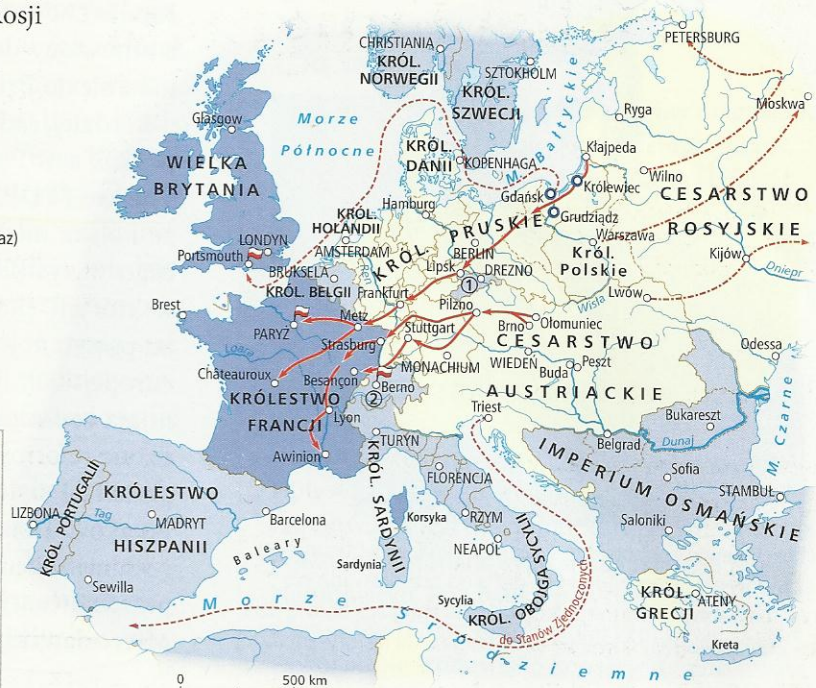 Rosji
az)
PETERSBURG
CHRISTIANIA
KRÓL.
NORWEGII
SZTOKHOLM
KRÓL.
SZWECJI
Moskwa
Ryga
Glasgow
Morze
Północne
M. Bałtyckie
WIELKA
BRYTANIA
KRÓL.
DANII
KOPENHAGA
Kłajpeda
Gdańsk
Królewiec
Wilno
CESARSTWO
ROSYJSKIE
Hamburg
Grudziądz
KRÓL.
HOLANDII
AMSTERDAM
KRÓL. PRUSKIE
Warszawa
Król.
Polskie
LONDYN
Portsmouth
BERLIN
Kijów
Dniepr
BRUKSELA
KRÓL. BELGII
Ren
Lipsk
DREZNO
1
Frankfurt
Wisła
Lwów
Brest
PARYŻ
Metz
Pilzno
Strasburg
Stuttgart
Brno
Ołomuniec
CESARSTWO
AUSTRIACKIE
Loara
MONACHIUM
WIEDEŃ
Buda
Peszt
Odessa
Châteauroux
Besançon
Berno
2
KRÓLESTWO
FRANCJI
Lyon
Triest
Bukareszt
M. Czarne
TURYN
Belgrad
Dunaj
Awinion
KRÓL. SARDYNII
IMPERIUM OSMAŃSKIE
FLORENCJA
Sofia
STAMBUŁ
KRÓL. PORTUGALII
KRÓLESTWO
HISZPANII
LIZBONA
Tag
MADRYT
Barcelona
Korsyka
RZYM
NEAPOL
Saloniki
Baleary
Sardynia
KRÓL. OBOJGA SYCYLII
Sewilla
Sycylia
KRÓL.
GRECJI
ATENY
Morze Śródziemne
do Stanów Zjednoczonych
Kreta
0 500 km